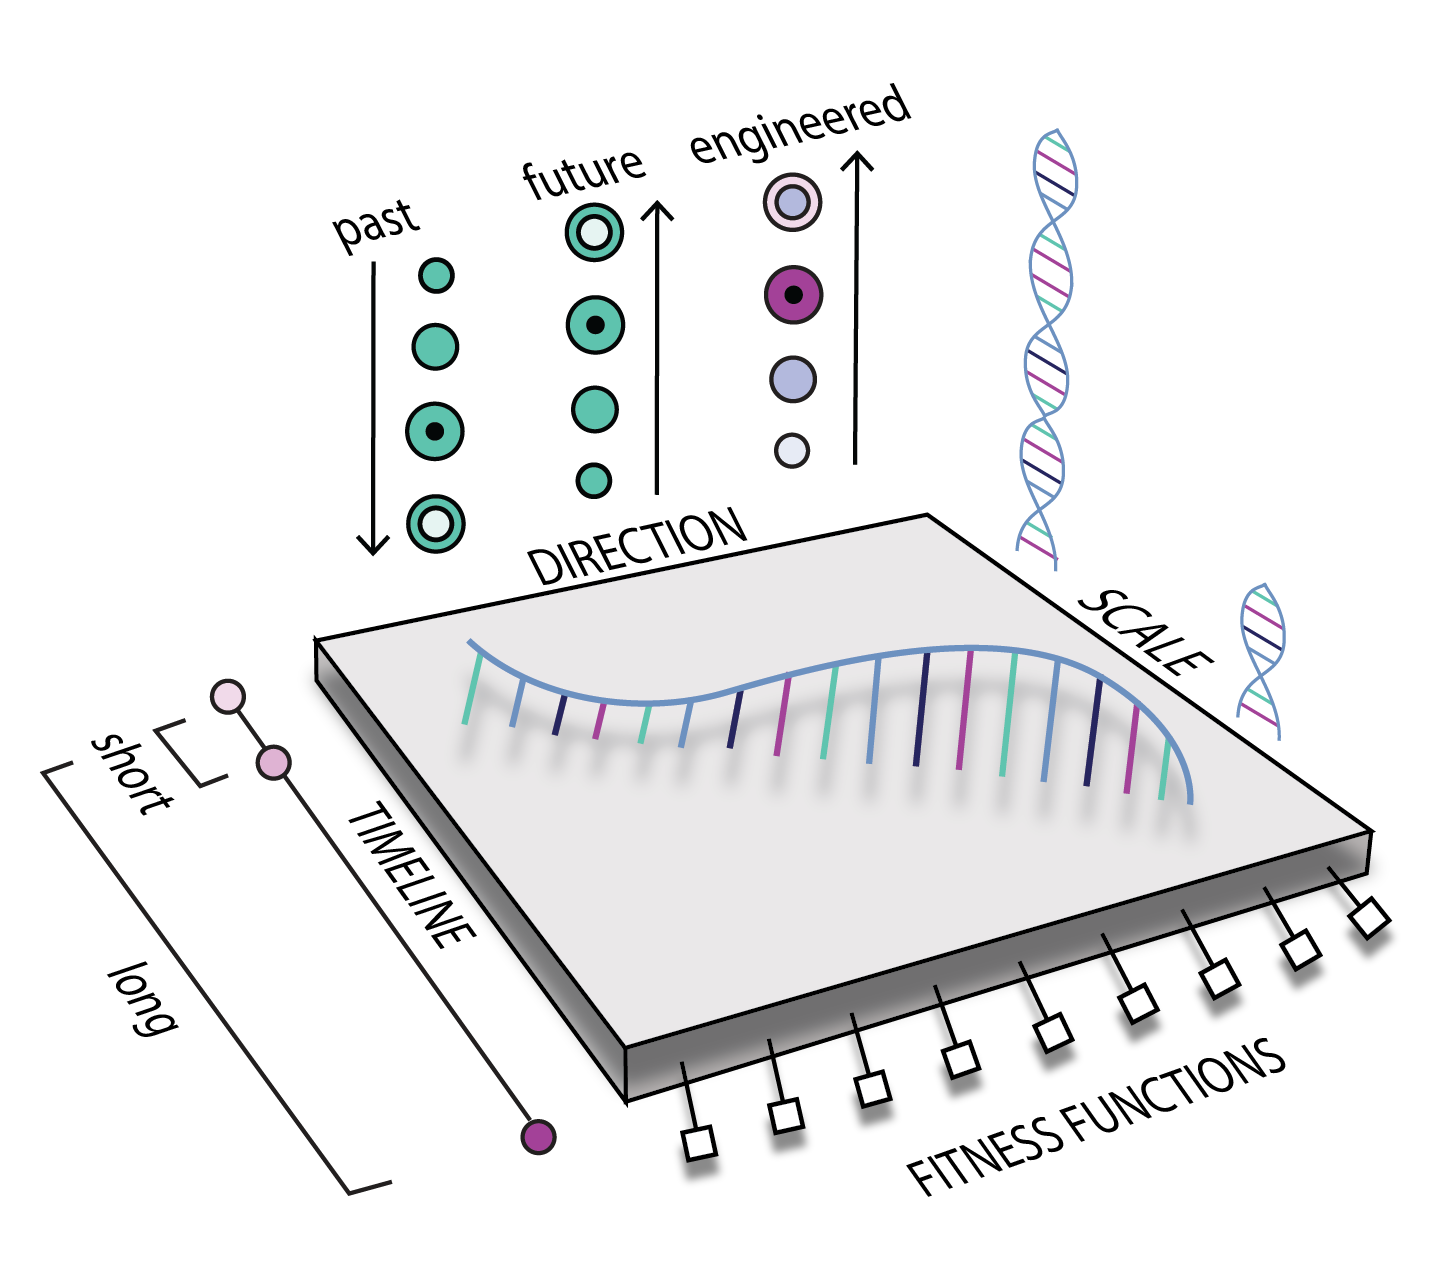 past
future
engineered
DIRECTION
SCALE
short
long
TIMELINE
FITNESS FUNCTIONS